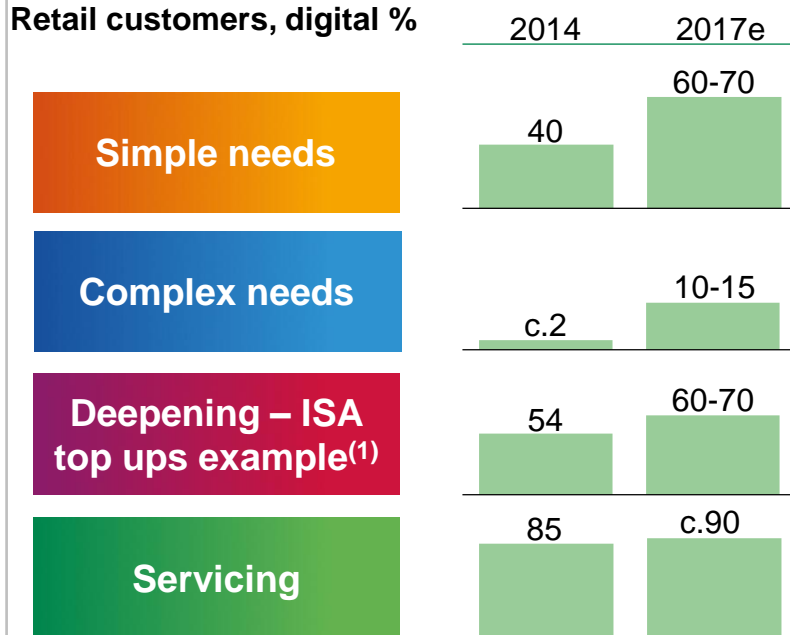 Retail customers, digital %
2014 2017e
Simple needs
40 60-70
Complex needs
c.2 10-15
Deepening – ISA
top ups example(1)
54 60-70
Servicing
85 c.90